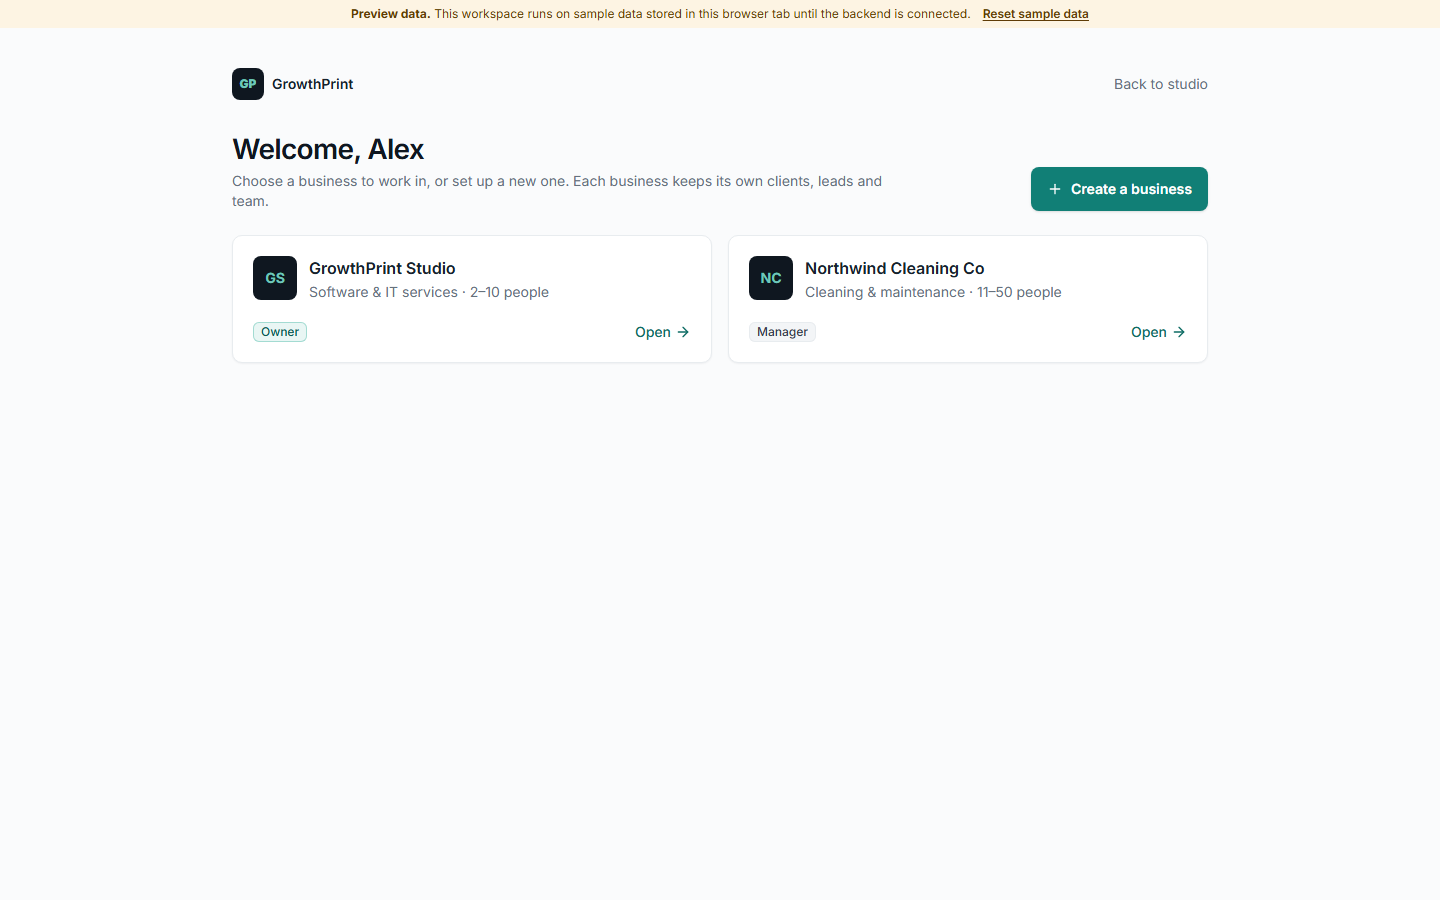 Preview data. This workspace runs on sample data stored in this browser tab until the backend is connected. Reset sample data
GP GrowthPrint
Back to studio
Welcome, Alex
Choose a business to work in, or set up a new one. Each business keeps its own clients, leads and
team.
+ Create a business
GS
GrowthPrint Studio
Software & IT services · 2–10 people
Owner
Open →
NC
Northwind Cleaning Co
Cleaning & maintenance · 11–50 people
Manager
Open →